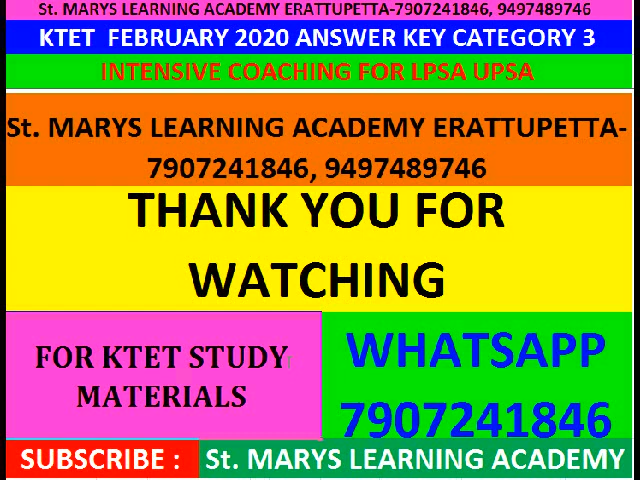 St. MARYS LEARNING ACADEMY ERATTUPETTA-7907241846, 9497489746
KTET FEBRUARY 2020 ANSWER KEY CATEGORY 3
INTENSIVE COACHING FOR LPSA UPSA
St. MARYS LEARNING ACADEMY ERATTUPETTA-
7907241846, 9497489746
THANK YOU FOR
WATCHING
FOR KTET STUDY
MATERIALS
WHATSAPP
7907241846
SUBSCRIBE : St. MARYS LEARNING ACADEMY